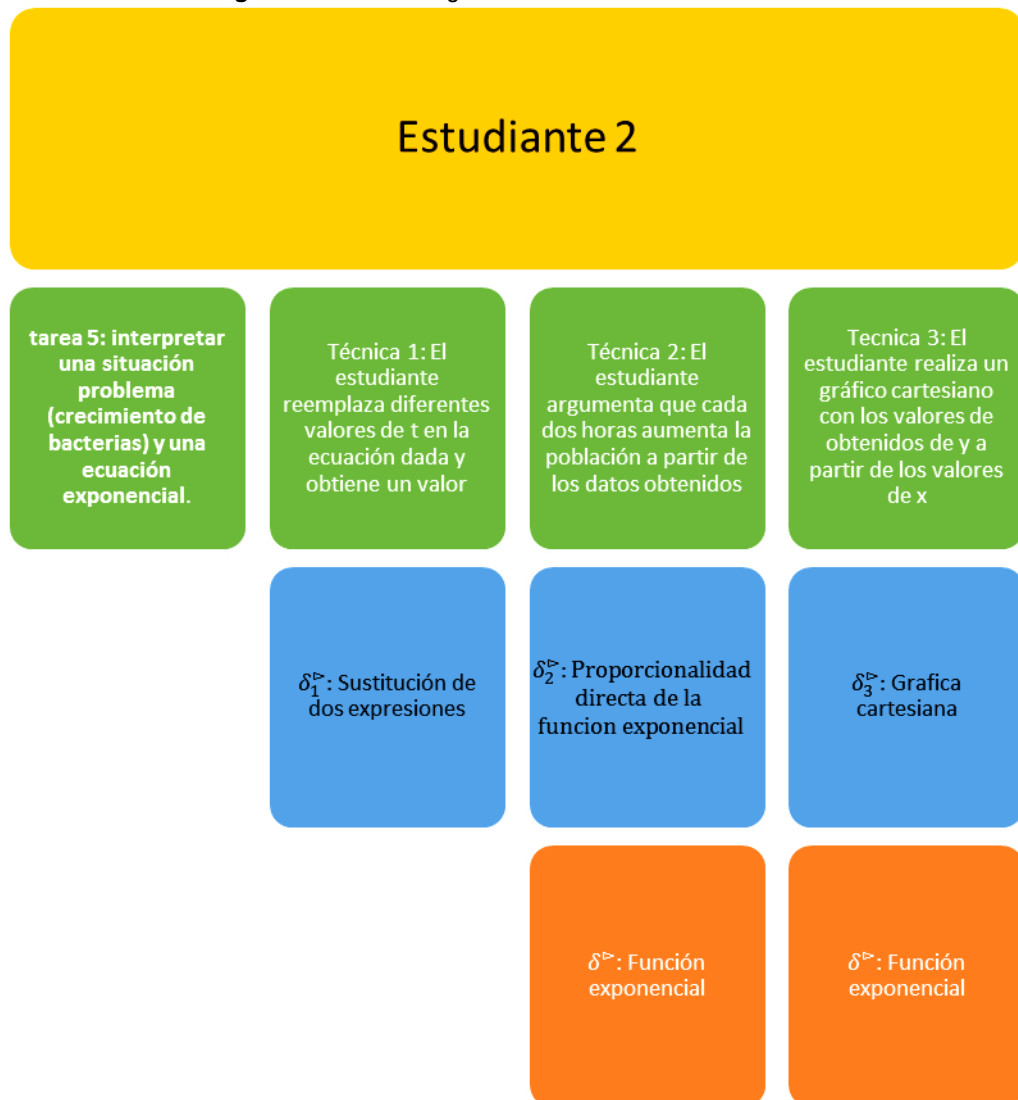 Estudiante 2
tarea 5: interpretar
una situación
problema
(crecimiento de
bacterias) y una
ecuación
exponencial.
Técnica 1: El
estudiante
reemplaza diferentes
valores de t en la
ecuación dada y
obtiene un valor
Técnica 2: El
estudiante
argumenta que cada
dos horas aumenta la
población a partir de
los datos obtenidos
Tecnica 3: El
estudiante realiza un
gráfico cartesiano
con los valores de
obtenidos de y a
partir de los valores
de x
δ₁^⊳: Sustitución de
dos expresiones
δ₂^⊳: Proporcionalidad
directa de la
funcion exponencial
δ₃^⊳: Grafica
cartesiana
δ^⊳: Función
exponencial
δ^⊳: Función
exponencial